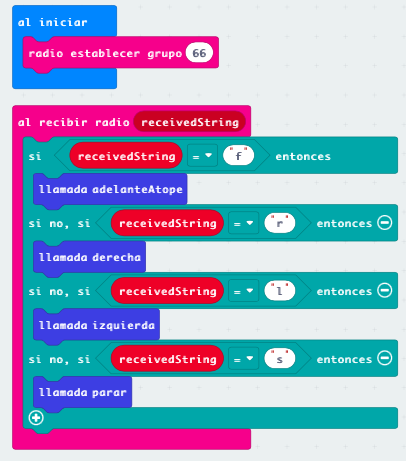 al iniciar
radio establecer grupo 66
al recibir radio receivedString
si receivedString = ▾ "f" entonces
llamada adelanteAtope
si no, si receivedString = ▾ "r" entonces
llamada derecha
si no, si receivedString = ▾ "l" entonces
llamada izquierda
si no, si receivedString = ▾ "s" entonces
llamada parar